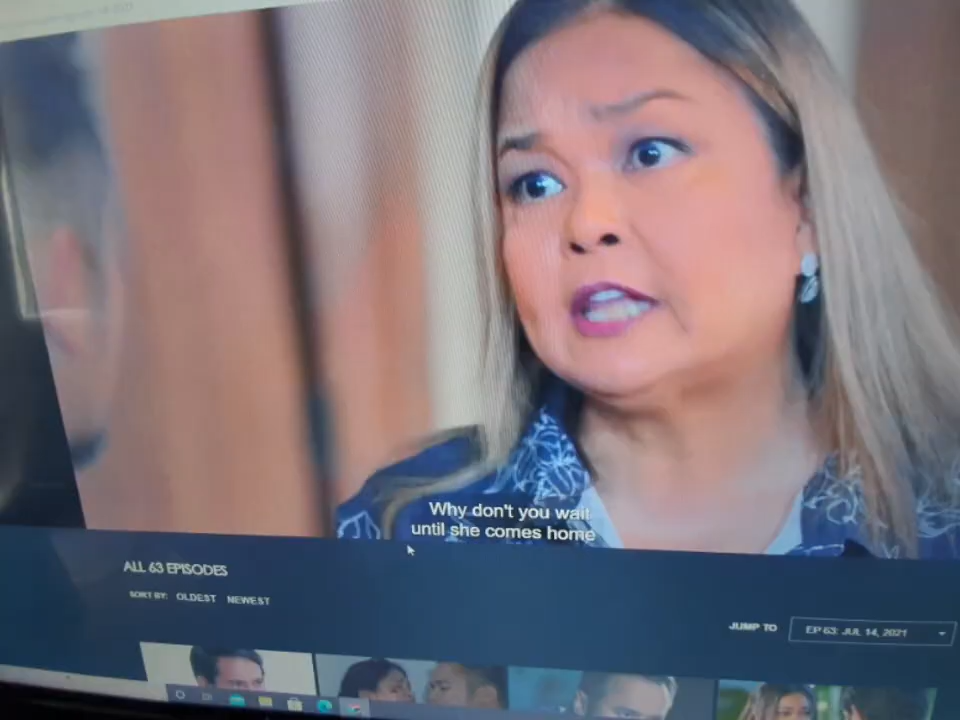 Why don't you wait
until she comes home
ALL 63 EPISODES
SORT BY: OLDEST NEWEST
JUMP TO
EP 63: JUL 14, 2021